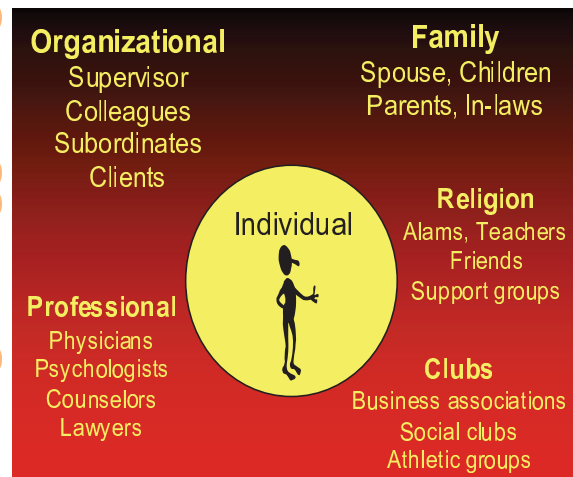 Organizational
Supervisor
Colleagues
Subordinates
Clients
Family
Spouse, Children
Parents, In-laws
Individual
Religion
Alams, Teachers
Friends
Support groups
Professional
Physicians
Psychologists
Counselors
Lawyers
Clubs
Business associations
Social clubs
Athletic groups